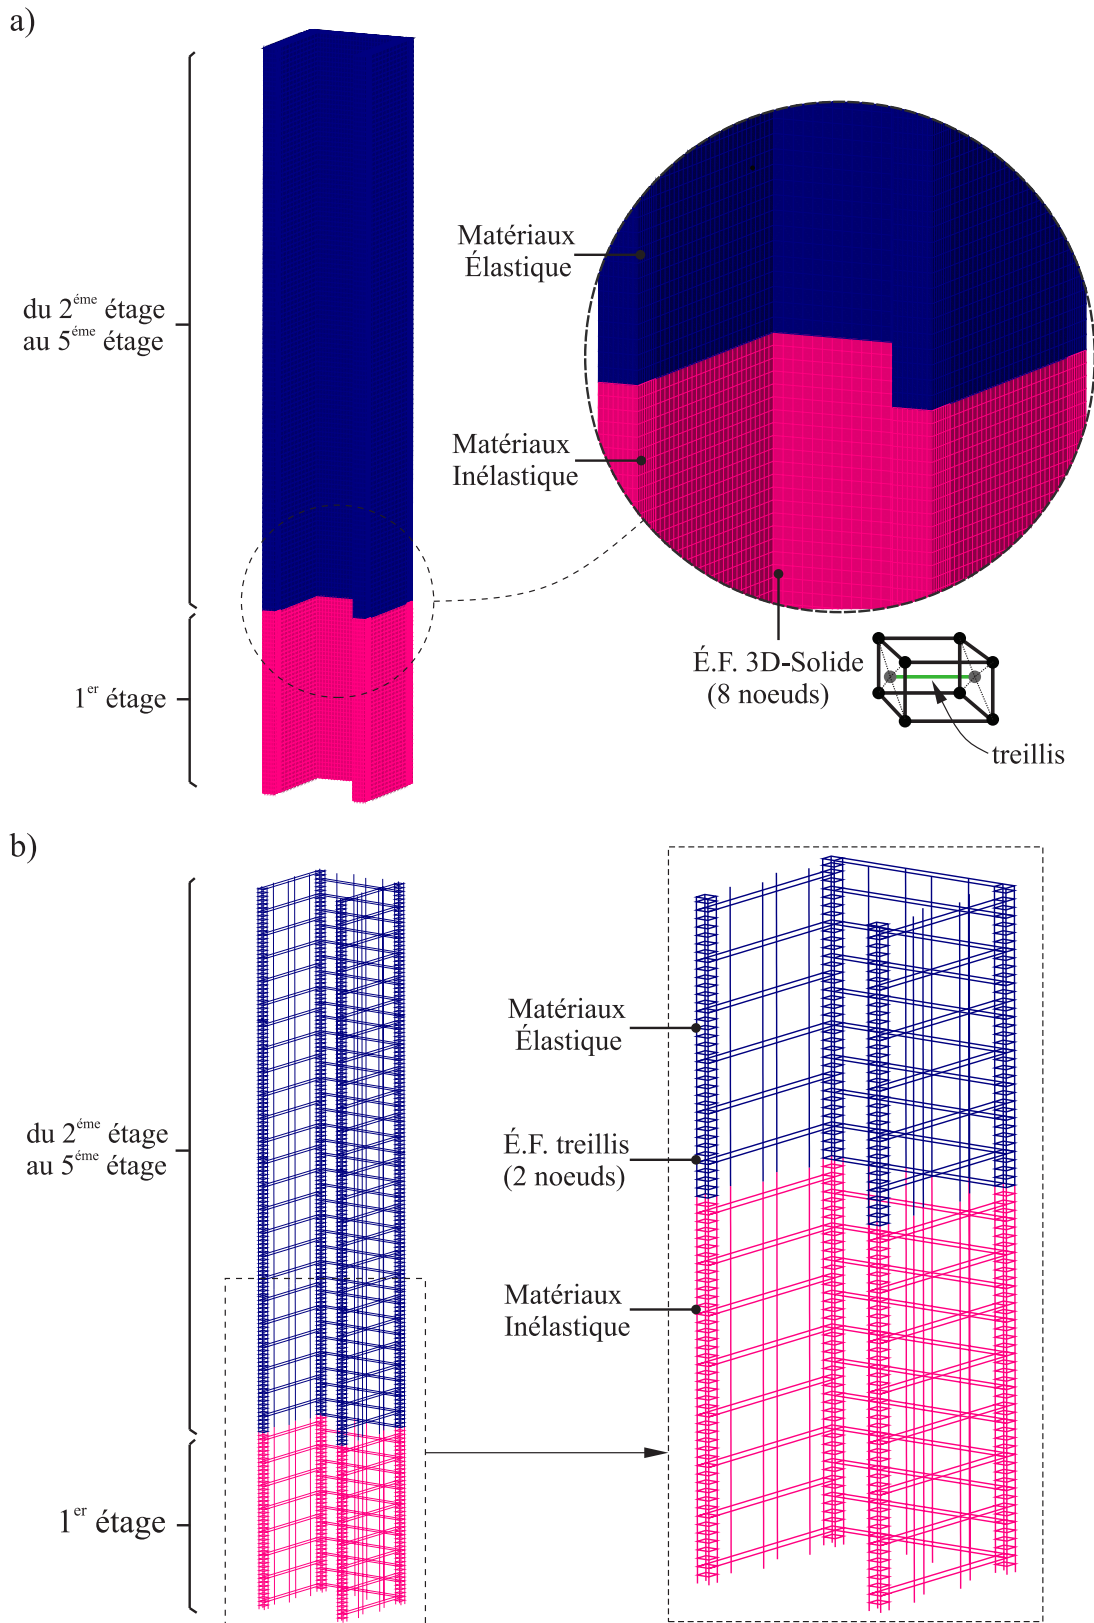 a)
Matériaux
Élastique
du 2éme étage
au 5éme étage
Matériaux
Inélastique
1er étage
É.F. 3D-Solide
(8 noeuds)
treillis
b)
Matériaux
Élastique
du 2éme étage
au 5éme étage
É.F. treillis
(2 noeuds)
Matériaux
Inélastique
1er étage